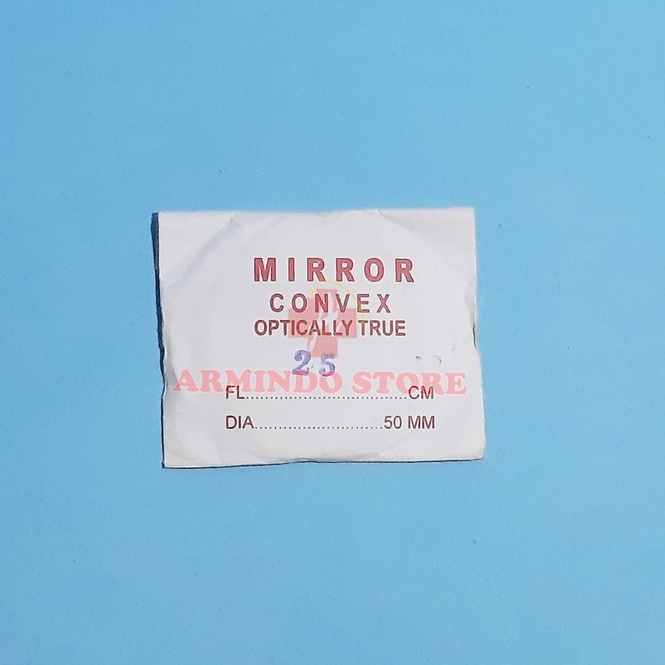 MIRROR
CONVEX
OPTICALLY TRUE
25
ARMINDO STORE
FL..................................CM
DIA...........................50 MM